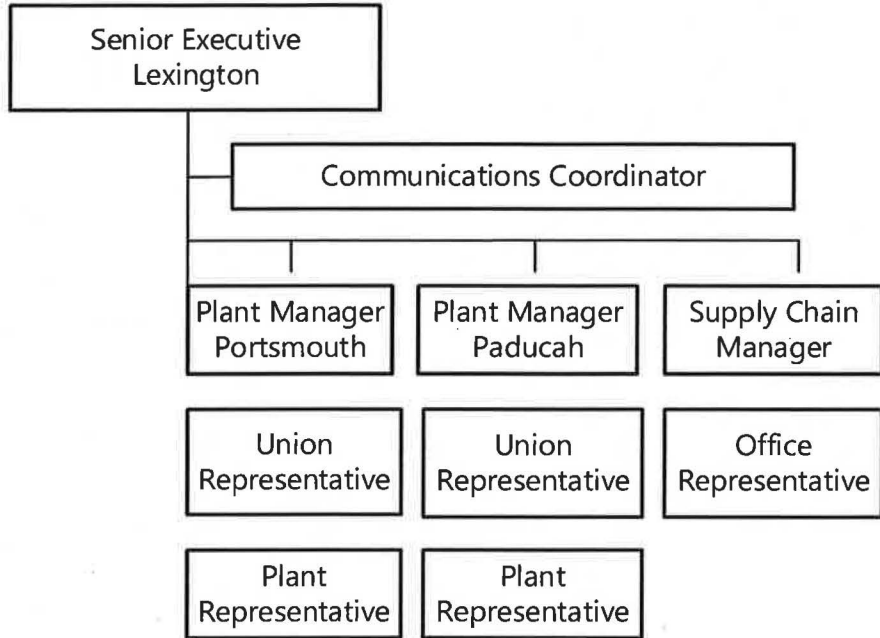 Senior Executive
Lexington
Communications Coordinator
Plant Manager
Portsmouth
Plant Manager
Paducah
Supply Chain
Manager
Union
Representative
Union
Representative
Office
Representative
Plant
Representative
Plant
Representative